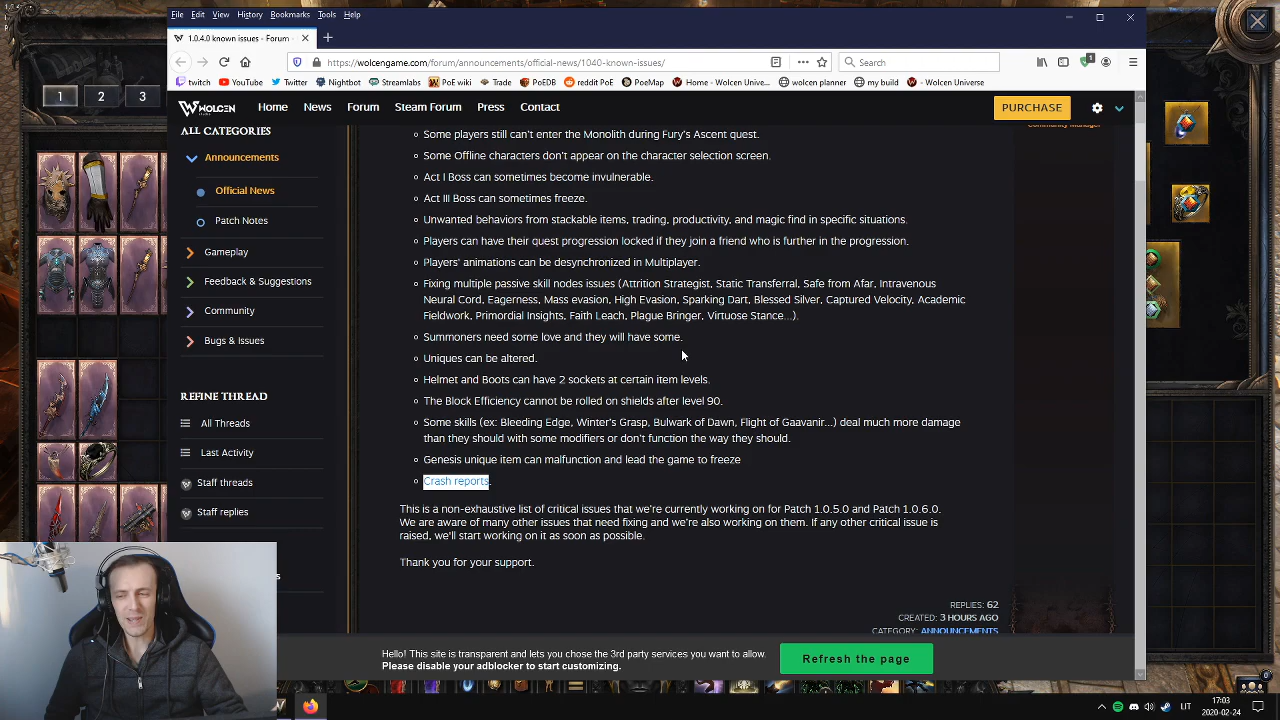 File Edit View History Bookmarks Tools Help
1.0.4.0 known issues - Forum -
https://wolcengame.com/forum/announcements/official-news/1040-known-issues/
Search
twitch YouTube Twitter Nightbot Streamlabs PoE wiki Trade PoEDB reddit PoE PoeMap Home - Wolcen Unive... wolcen planner my build - Wolcen Universe
WOLCEN Home News Forum Steam Forum Press Contact PURCHASE
1 2 3
ALL CATEGORIES
Announcements
Official News
Patch Notes
Gameplay
Feedback & Suggestions
Community
Bugs & Issues
REFINE THREAD
All Threads
Last Activity
Staff threads
Staff replies
Community Manager
Some players still can't enter the Monolith during Fury's Ascent quest.
Some offline characters don't appear on the character selection screen.
Act I Boss can sometimes become invulnerable.
Act III Boss can sometimes freeze.
Unwanted behaviors from stackable items, trading, productivity, and magic find in specific situations.
Players can have their quest progression locked if they join a friend who is further in the progression.
Players' animations can be desynchronized in Multiplayer.
Fixing multiple passive skill nodes issues (Attrition Strategist, Static Transferral, Safe from Afar, Intravenous
Neural Cord, Eagerness, Miss evasion, High Evasion, Sparking Dart, Blessed Silver, Captured Velocity, Academic
Fieldwork, Primordial Insights, Faith Leach, Plague Bringer, Virtuose Stance...).
Summoners need some love and they will have some.
Uniques can be altered.
Helmet and Boots can have 2 sockets at certain item levels.
The Block Efficiency cannot be rolled on shields after level 90.
Some skills (ex: Bleeding Edge, Winter's Grasp, Bulwark of Dawn, Flight of Gaavanir...) deal much more damage
than they should with some modifiers or don't function the way they should.
Genesis unique item can malfunction and lead the game to freeze
Crash reports.
This is a non-exhaustive list of critical issues that we're currently working on for Patch 1.0.5.0 and Patch 1.0.6.0.
We are aware of many other issues that need fixing and we're also working on them. If any other critical issue is
raised, we'll start working on it as soon as possible.
Thank you for your support.
REPLIES: 62
CREATED: 3 HOURS AGO
CATEGORY: ANNOUNCEMENTS
Hello! This site is transparent and lets you chose the 3rd party services you want to allow.
Please disable your adblocker to start customizing.
Refresh the page
LIT
17:03
2020-02-24